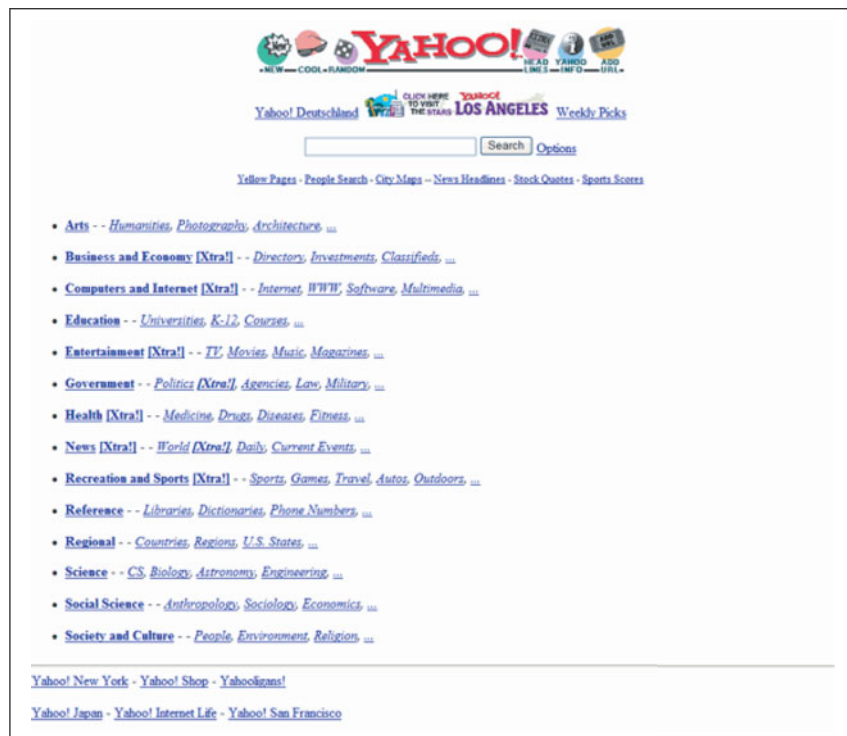 New YAHOO! EXTRA ADD URL
NEW COOL RANDOM HEAD LINES YAHOO INFO ADD URL
Yahoo! Deutschland CLICK HERE TO VISIT THE STARS YAHOO! LOS ANGELES Weekly Picks
Search Options
Yellow Pages - People Search - City Maps -- News Headlines - Stock Quotes - Sports Scores
• Arts - - Humanities, Photography, Architecture, ...
• Business and Economy [Xtra!] - - Directory, Investments, Classifieds, ...
• Computers and Internet [Xtra!] - - Internet, WWW, Software, Multimedia, ...
• Education - - Universities, K-12, Courses, ...
• Entertainment [Xtra!] - - TV, Movies, Music, Magazines, ...
• Government - - Politics [Xtra!], Agencies, Law, Military, ...
• Health [Xtra!] - - Medicine, Drugs, Diseases, Fitness, ...
• News [Xtra!] - - World [Xtra!], Daily, Current Events, ...
• Recreation and Sports [Xtra!] - - Sports, Games, Travel, Autos, Outdoors, ...
• Reference - - Libraries, Dictionaries, Phone Numbers, ...
• Regional - - Countries, Regions, U.S. States, ...
• Science - - CS, Biology, Astronomy, Engineering, ...
• Social Science - - Anthropology, Sociology, Economics, ...
• Society and Culture - - People, Environment, Religion, ...
Yahoo! New York - Yahoo! Shop - Yahooligans!
Yahoo! Japan - Yahoo! Internet Life - Yahoo! San Francisco